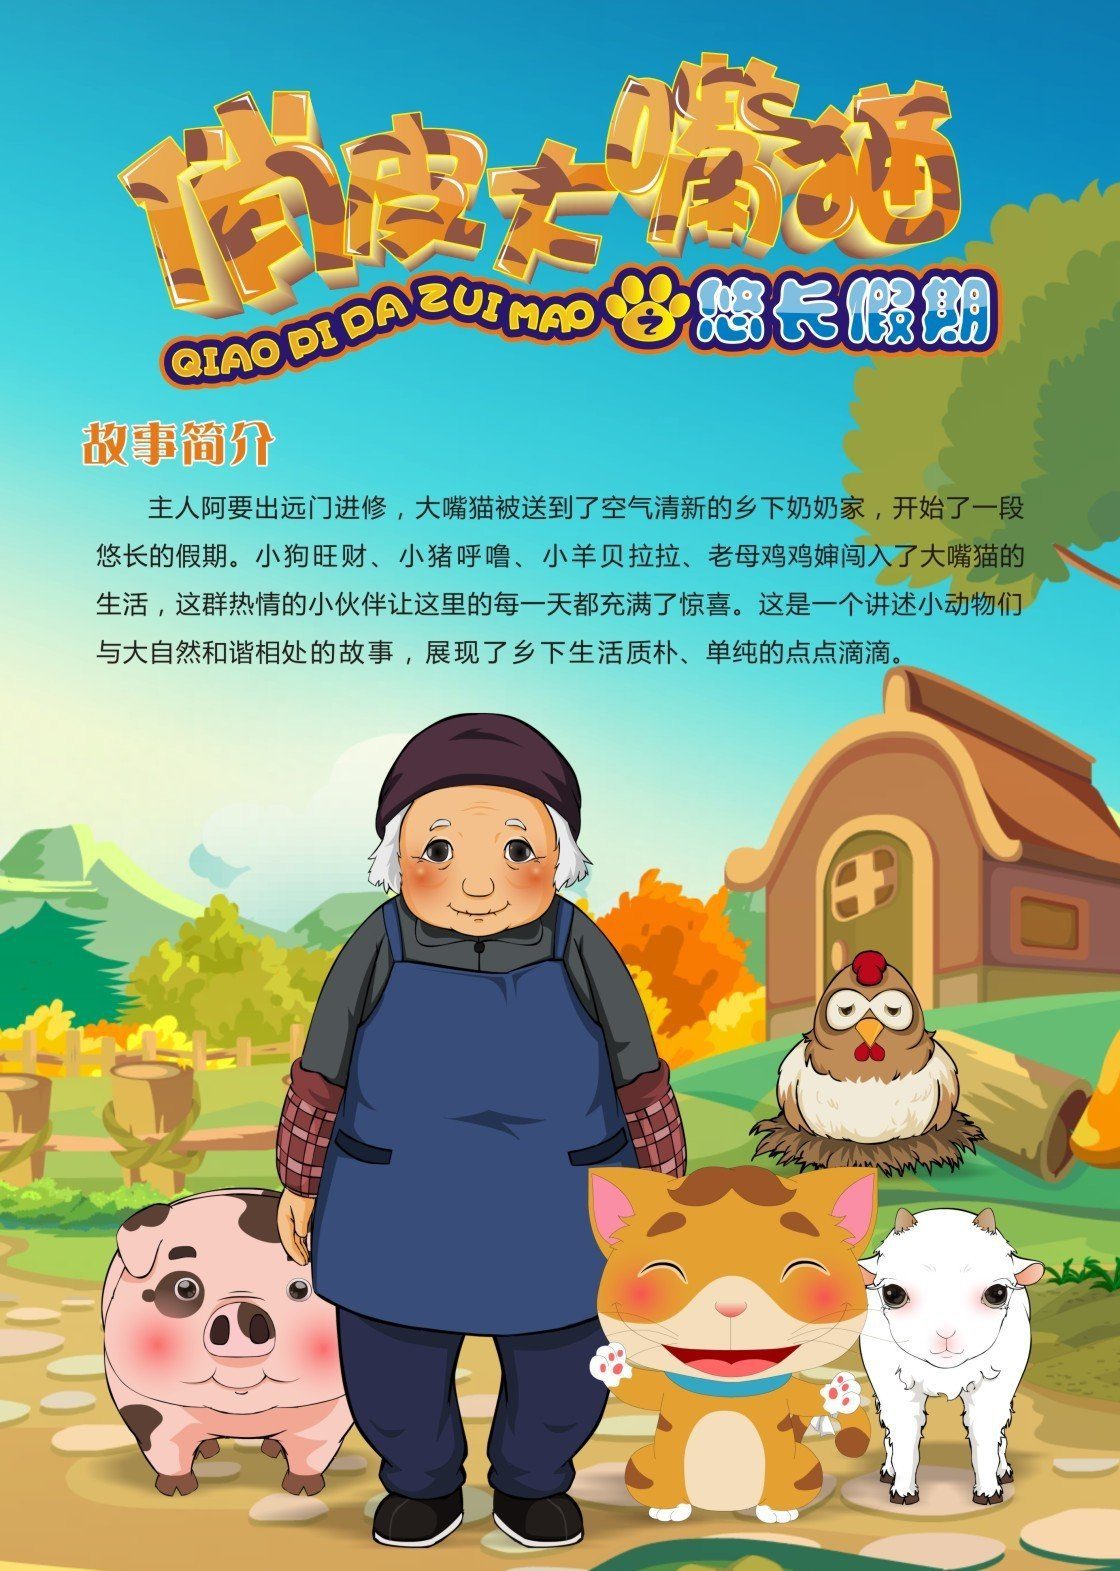 俏皮大嘴猫
QIAO PI DA ZUI MAO之悠长假期
故事简介
主人阿要出远门进修，大嘴猫被送到了空气清新的乡下奶奶家，开始了一段
悠长的假期。小狗旺财、小猪呼噜、小羊贝拉拉、老母鸡鸡婶闯入了大嘴猫的
生活，这群热情的小伙伴让这里的每一天都充满了惊喜。这是一个讲述小动物们
与大自然和谐相处的故事，展现了乡下生活质朴、单纯的点点滴滴。